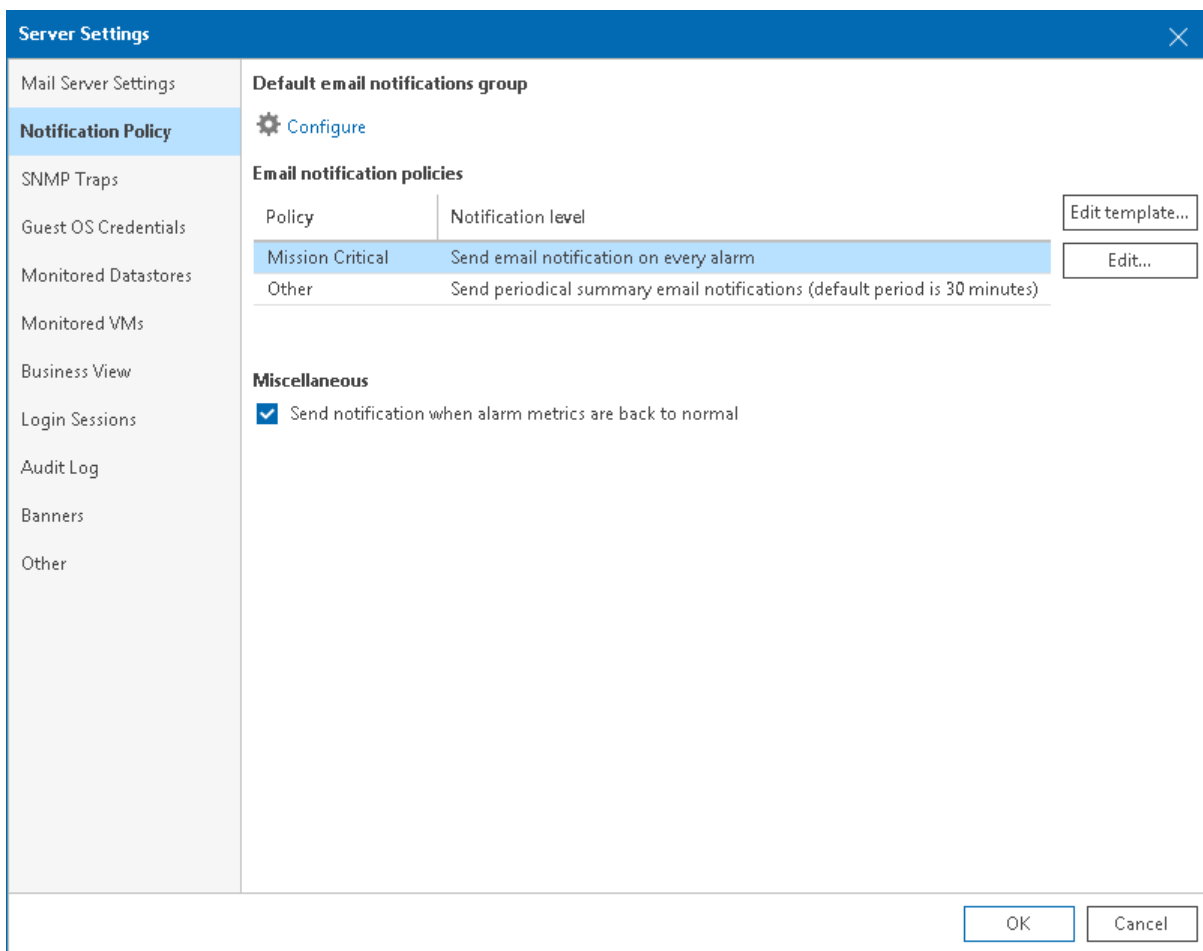 Server Settings
Mail Server Settings
Notification Policy
SNMP Traps
Guest OS Credentials
Monitored Datastores
Monitored VMs
Business View
Login Sessions
Audit Log
Banners
Other
Default email notifications group
Configure
Email notification policies
Policy Notification level
Mission Critical Send email notification on every alarm
Other Send periodical summary email notifications (default period is 30 minutes)
Edit template...
Edit...
Miscellaneous
Send notification when alarm metrics are back to normal
OK Cancel